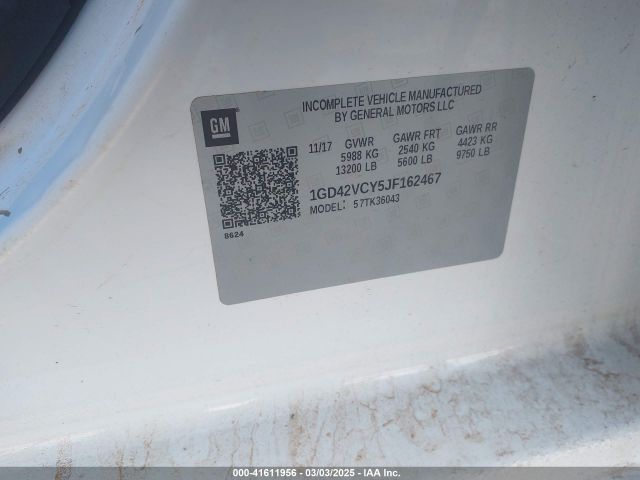 INCOMPLETE VEHICLE MANUFACTURED
BY GENERAL MOTORS LLC
GM
11/17 GVWR GAWR FRT GAWR RR
5988 KG 2540 KG 4423 KG
13200 LB 5600 LB 9750 LB
1GD42VCY5JF162467
MODEL: 57TK36043
8624
000-41611956 - 03/03/2025 - IAA Inc.